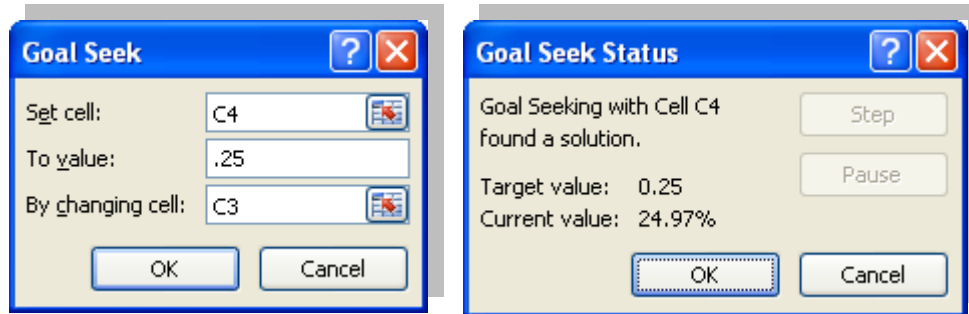 Goal Seek
Set cell: C4
To value: .25
By changing cell: C3
OK Cancel
Goal Seek Status
Goal Seeking with Cell C4
found a solution.
Step
Target value: 0.25
Pause
Current value: 24.97%
OK Cancel